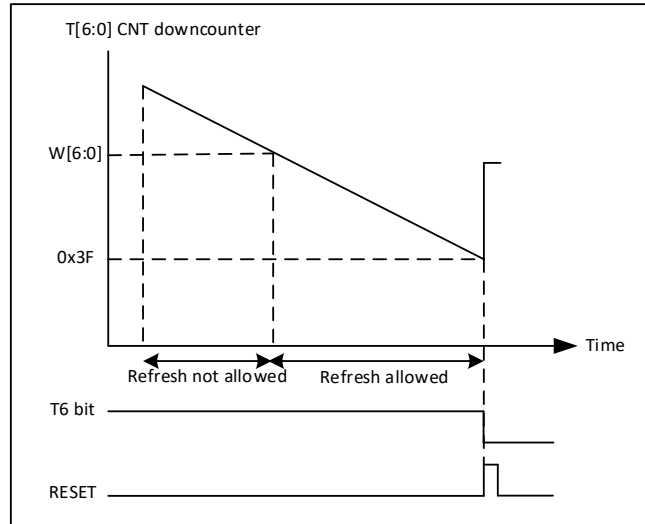 T[6:0] CNT downcounter
W[6:0]
0x3F
Time
Refresh not allowed
Refresh allowed
T6 bit
RESET